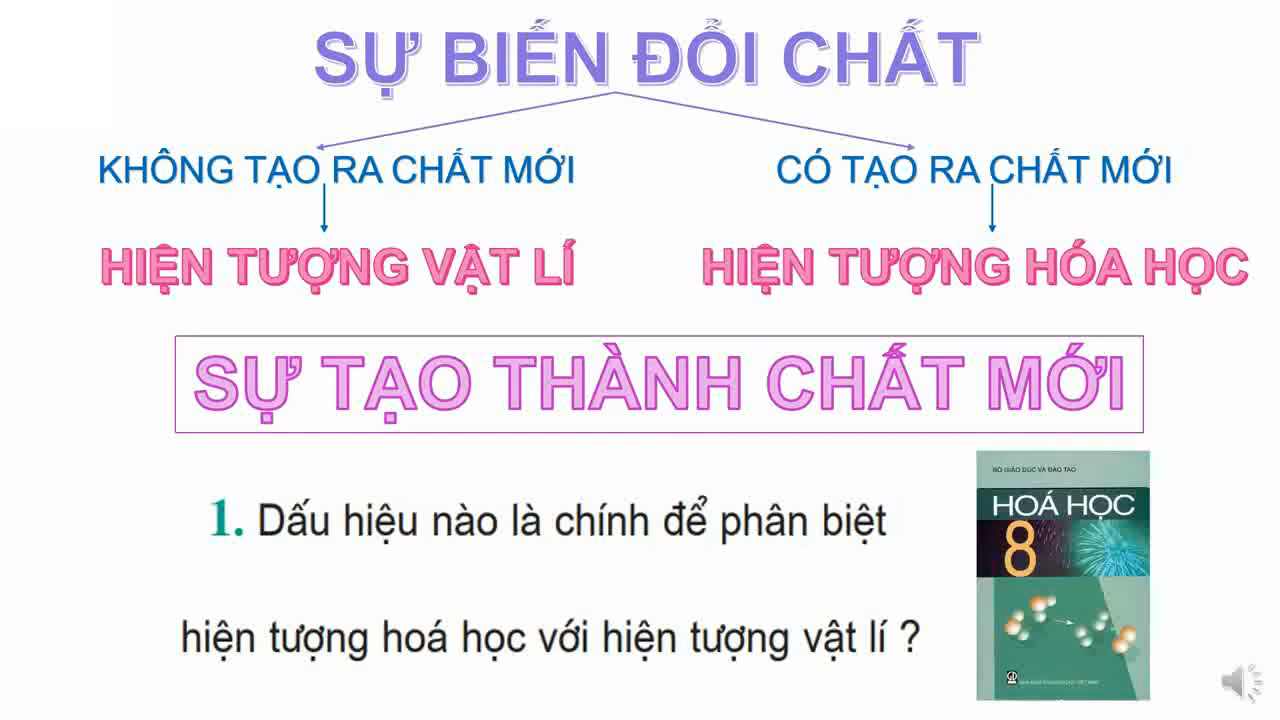 SỰ BIẾN ĐỔI CHẤT
KHÔNG TẠO RA CHẤT MỚI
CÓ TẠO RA CHẤT MỚI
HIỆN TƯỢNG VẬT LÍ
HIỆN TƯỢNG HÓA HỌC
SỰ TẠO THÀNH CHẤT MỚI
1. Dấu hiệu nào là chính để phân biệt
hiện tượng hoá học với hiện tượng vật lí ?
BỘ GIÁO DỤC VÀ ĐÀO TẠO
HOÁ HỌC
8